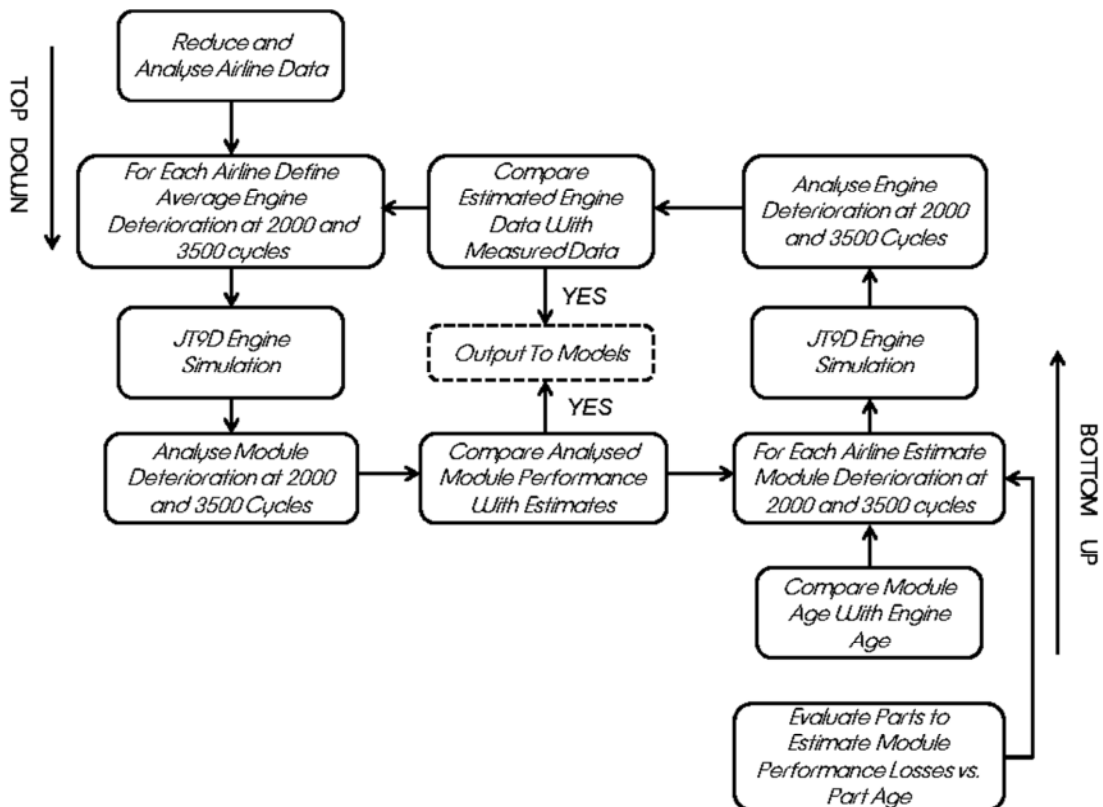 Reduce and
Analyse Airline Data
TOP DOWN
For Each Airline Define
Average Engine
Deterioration at 2000 and
3500 cycles
Compare
Estimated Engine
Data With
Measured Data
Analyse Engine
Deterioration at 2000
and 3500 Cycles
YES
JT9D Engine
Simulation
Output To Models
JT9D Engine
Simulation
YES
Analyse Module
Deterioration at 2000
and 3500 Cycles
Compare Analysed
Module Performance
With Estimates
For Each Airline Estimate
Module Deterioration at
2000 and 3500 cycles
BOTTOM UP
Compare Module
Age With Engine
Age
Evaluate Parts to
Estimate Module
Performance Losses vs.
Part Age